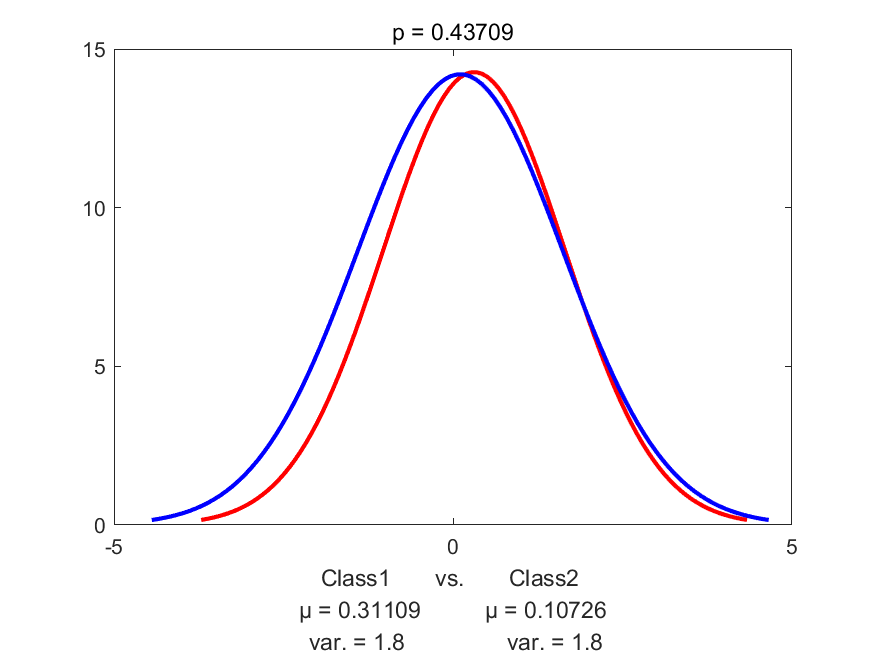 p = 0.43709
15
10
5
0
-5 0 5
Class1 vs. Class2
μ = 0.31109 μ = 0.10726
var. = 1.8 var. = 1.8